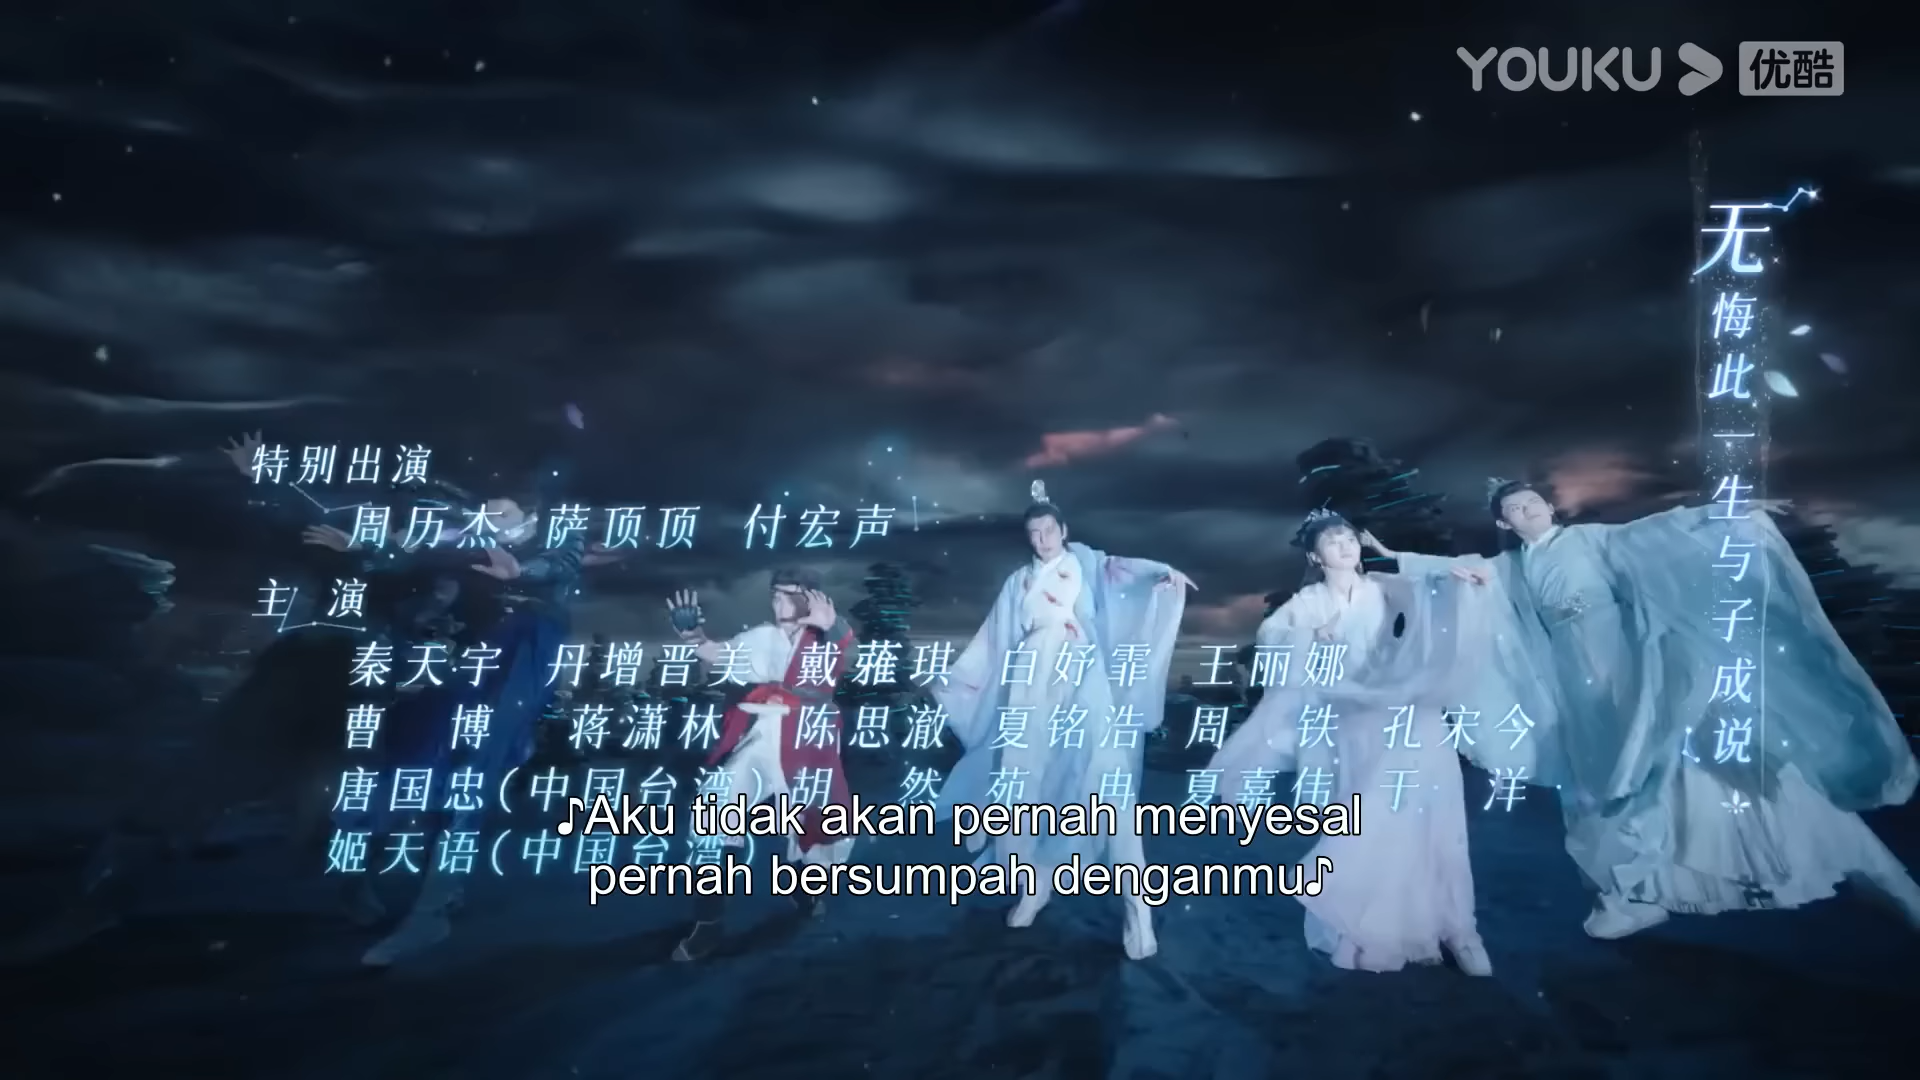 YOUKU 优酷
无悔此一生与子成说
特别出演
周历杰 萨顶顶 付宏声
主 演
秦天宇 丹增晋美 戴蕥琪 白妤霏 王丽娜
曹 博 蒋潇林 陈思澈 夏铭浩 周 铁 孔宋今
唐国忠(中国台湾) 胡 然 苑 冉 夏嘉伟 于 洋
姬天语(中国台湾)
♪Aku tidak akan pernah menyesal
pernah bersumpah denganmu♪